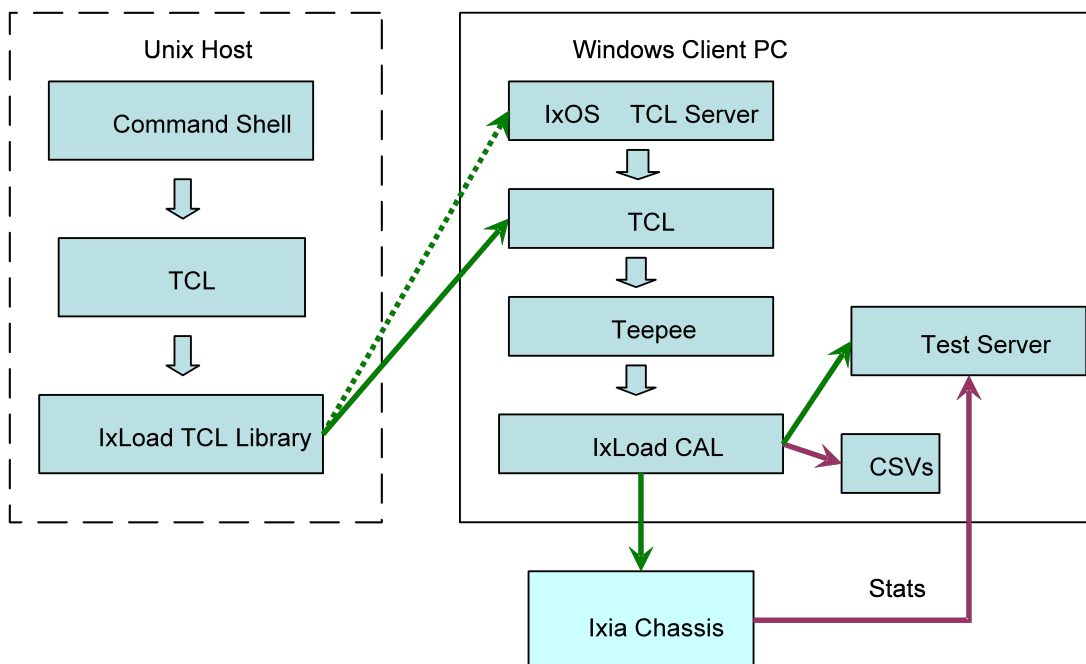 Unix Host
Command Shell
TCL
IxLoad TCL Library
Windows Client PC
IxOS TCL Server
TCL
Teepee
IxLoad CAL
Test Server
CSVs
Stats
Ixia Chassis